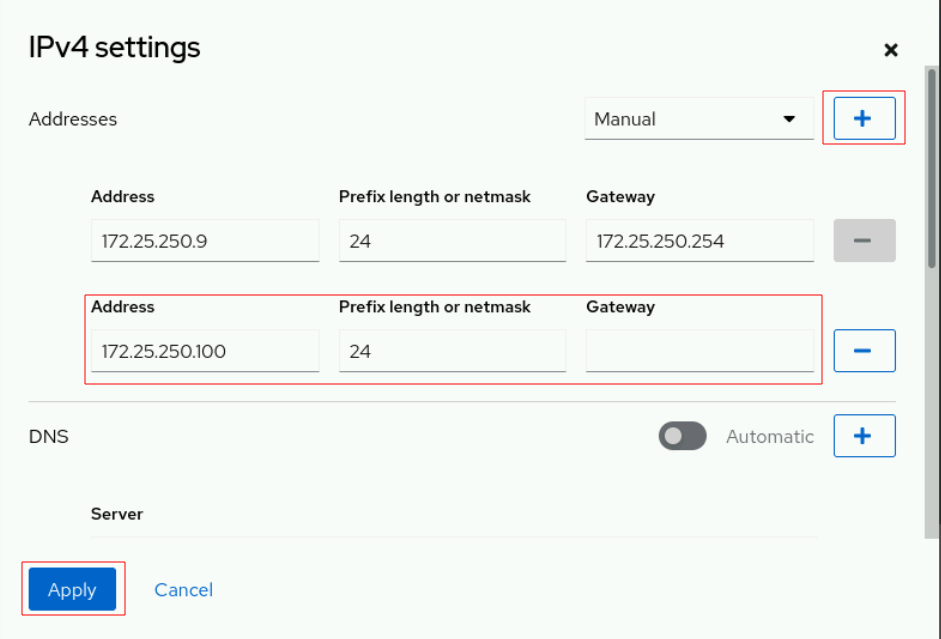 IPv4 settings
Addresses Manual
Address Prefix length or netmask Gateway
172.25.250.9 24 172.25.250.254
Address Prefix length or netmask Gateway
172.25.250.100 24
DNS Automatic
Server
Apply Cancel